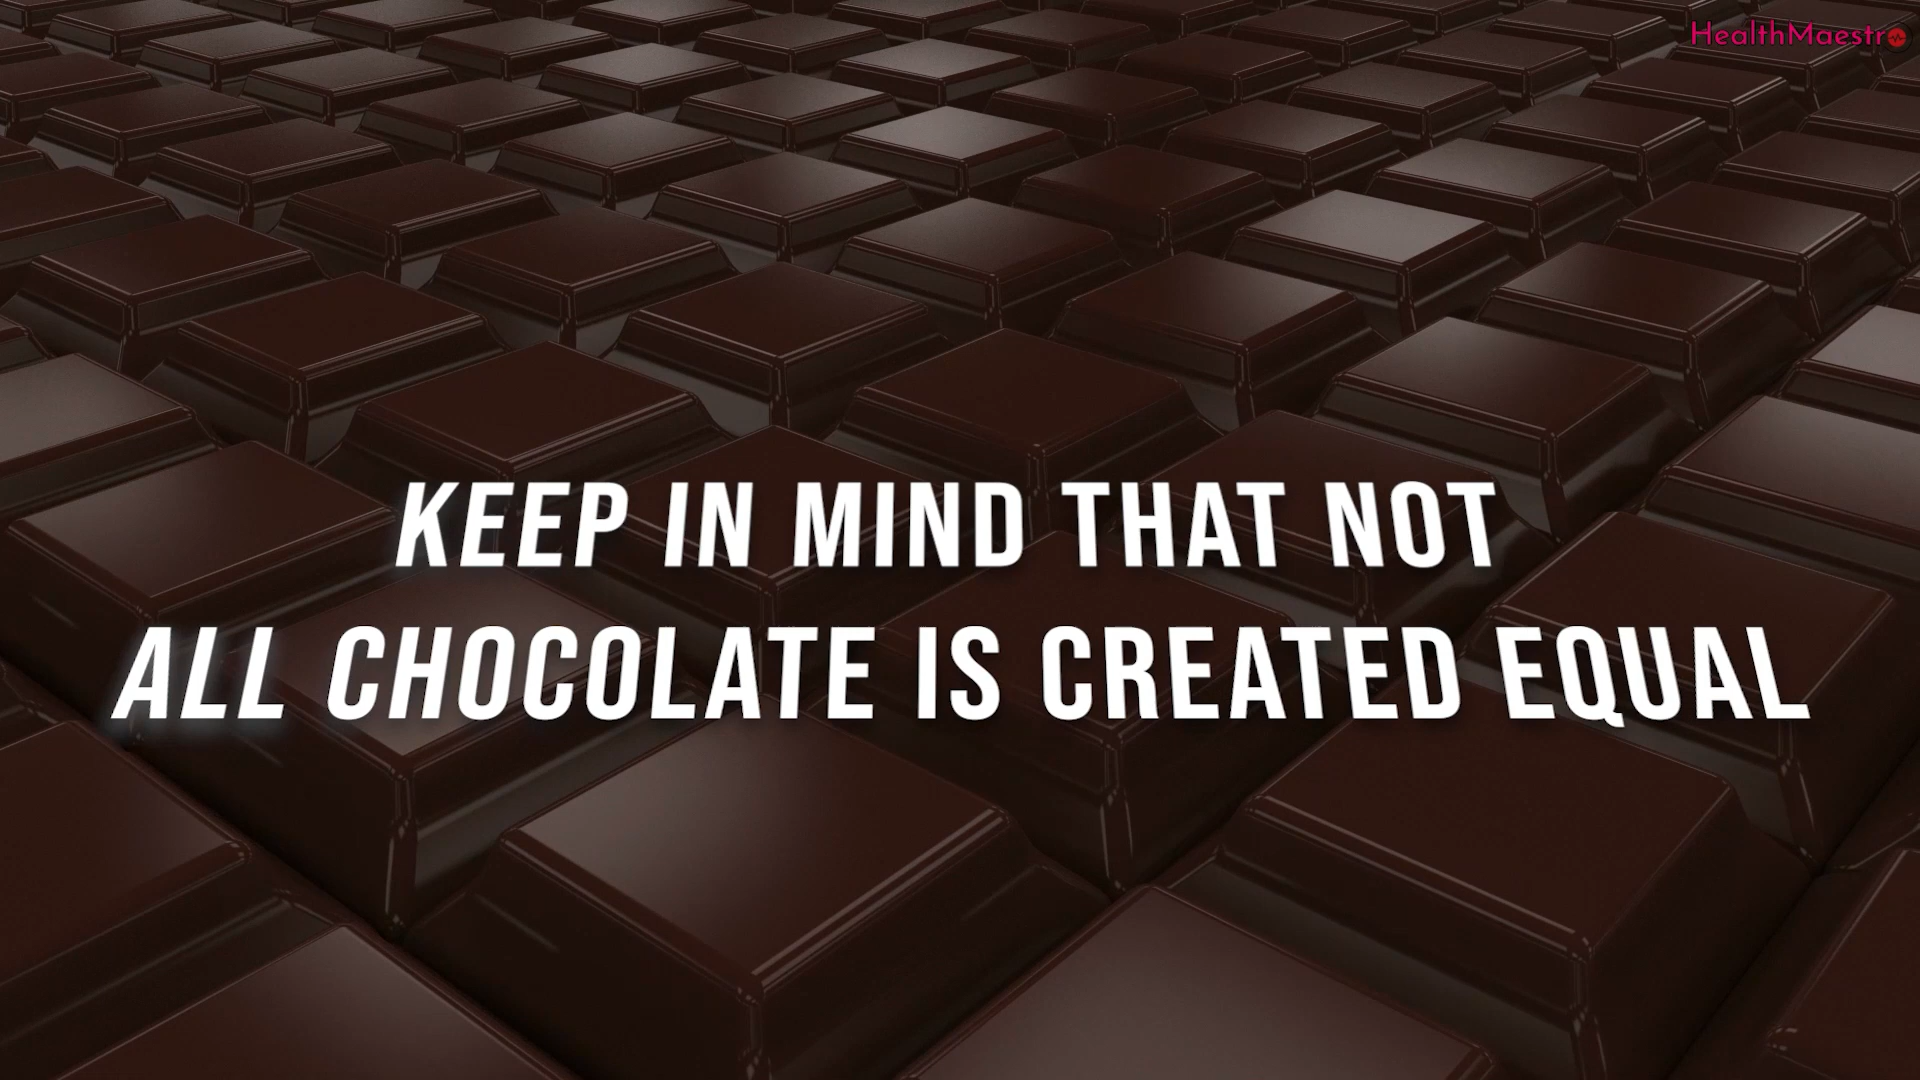 HealthMaestro
KEEP IN MIND THAT NOT
ALL CHOCOLATE IS CREATED EQUAL